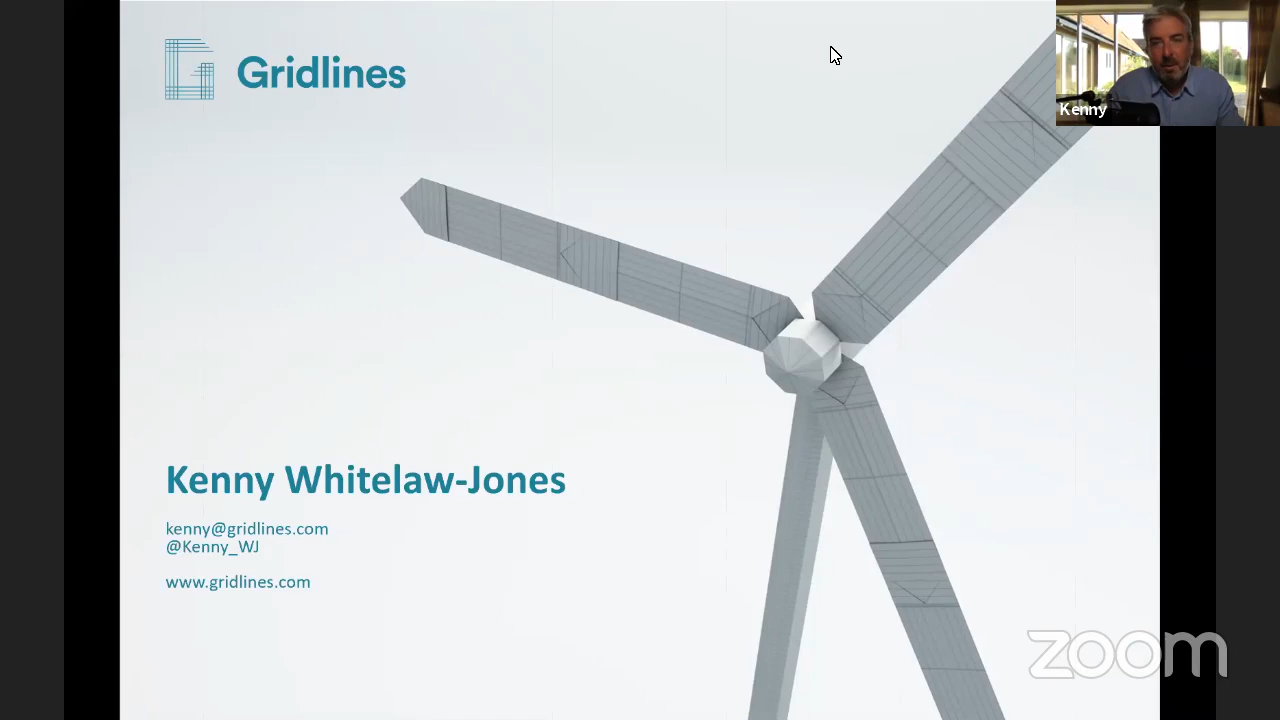 Gridlines
Kenny
Kenny Whitelaw-Jones
kenny@gridlines.com
@Kenny_WJ
www.gridlines.com
zoom